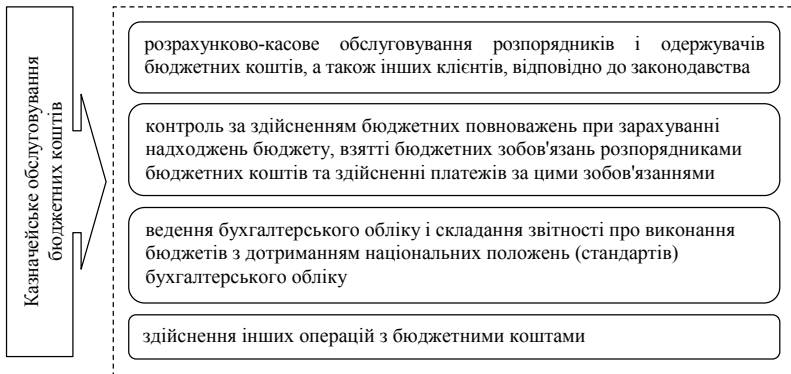 Казначейське обслуговування
бюджетних коштів
розрахунково-касове обслуговування розпорядників і одержувачів
бюджетних коштів, а також інших клієнтів, відповідно до законодавства
контроль за здійсненням бюджетних повноважень при зарахуванні
надходжень бюджету, взятті бюджетних зобов'язань розпорядниками
бюджетних коштів та здійсненні платежів за цими зобов'язаннями
ведення бухгалтерського обліку і складання звітності про виконання
бюджетів з дотриманням національних положень (стандартів)
бухгалтерського обліку
здійснення інших операцій з бюджетними коштами